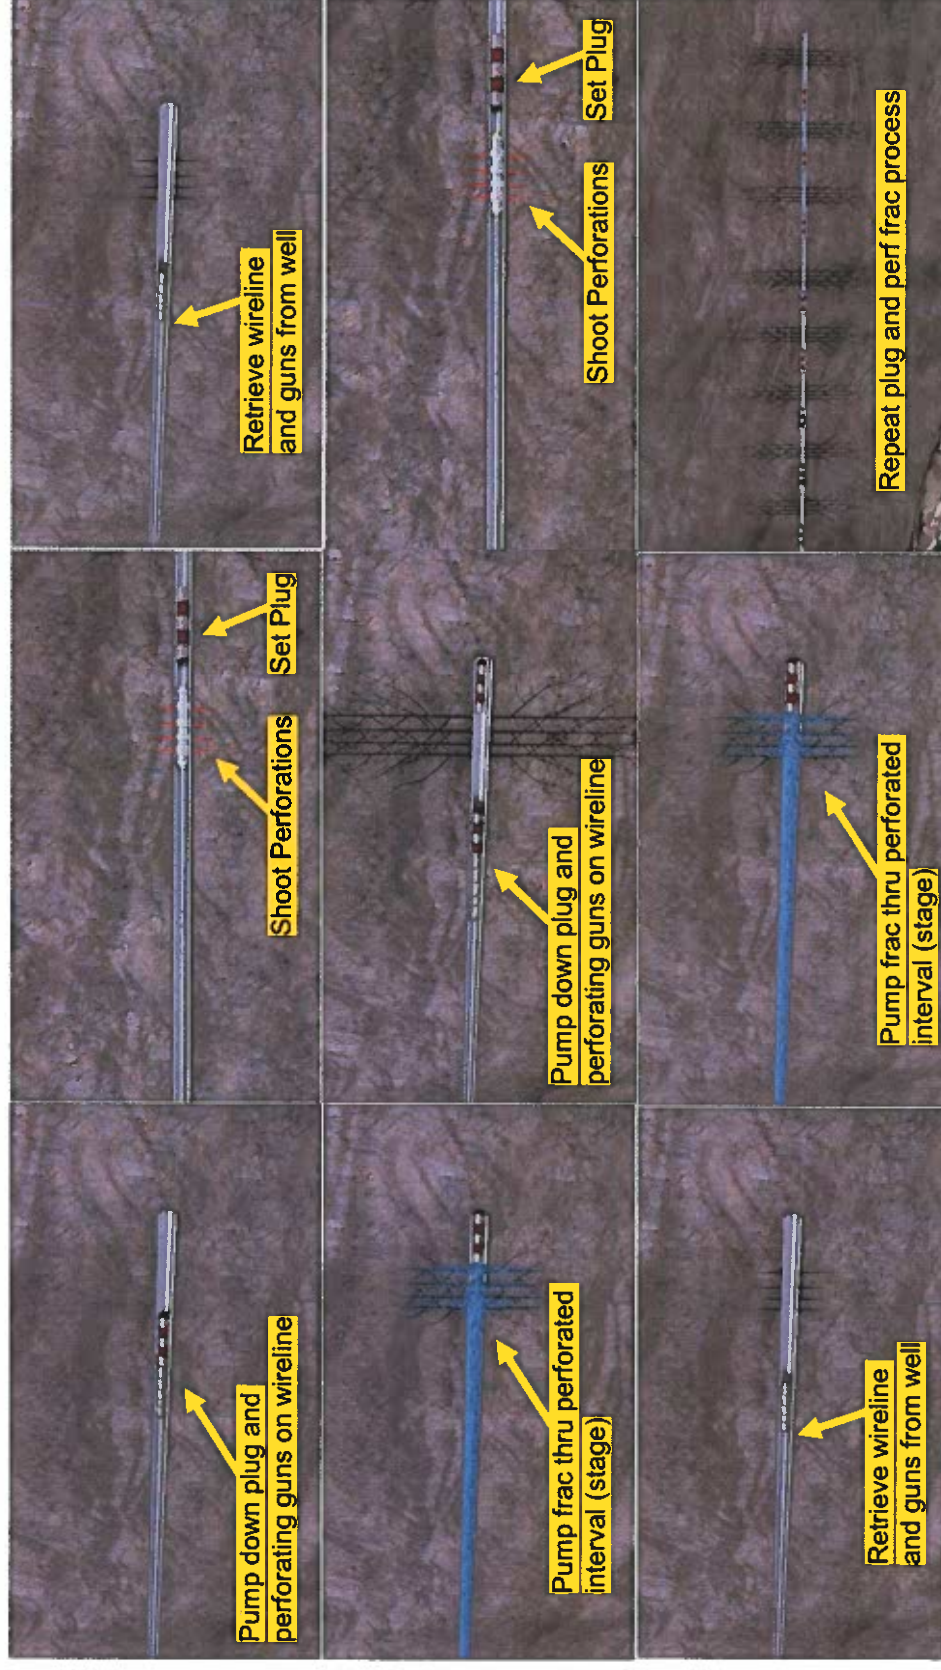 Pump down plug and
perforating guns on wireline
Shoot Perforations
Set Plug
Retrieve wireline
and guns from well
Pump frac thru perforated
interval (stage)
Pump down plug and
perforating guns on wireline
Shoot Perforations
Set Plug
Retrieve wireline
and guns from well
Pump frac thru perforated
interval (stage)
Repeat plug and perf frac process